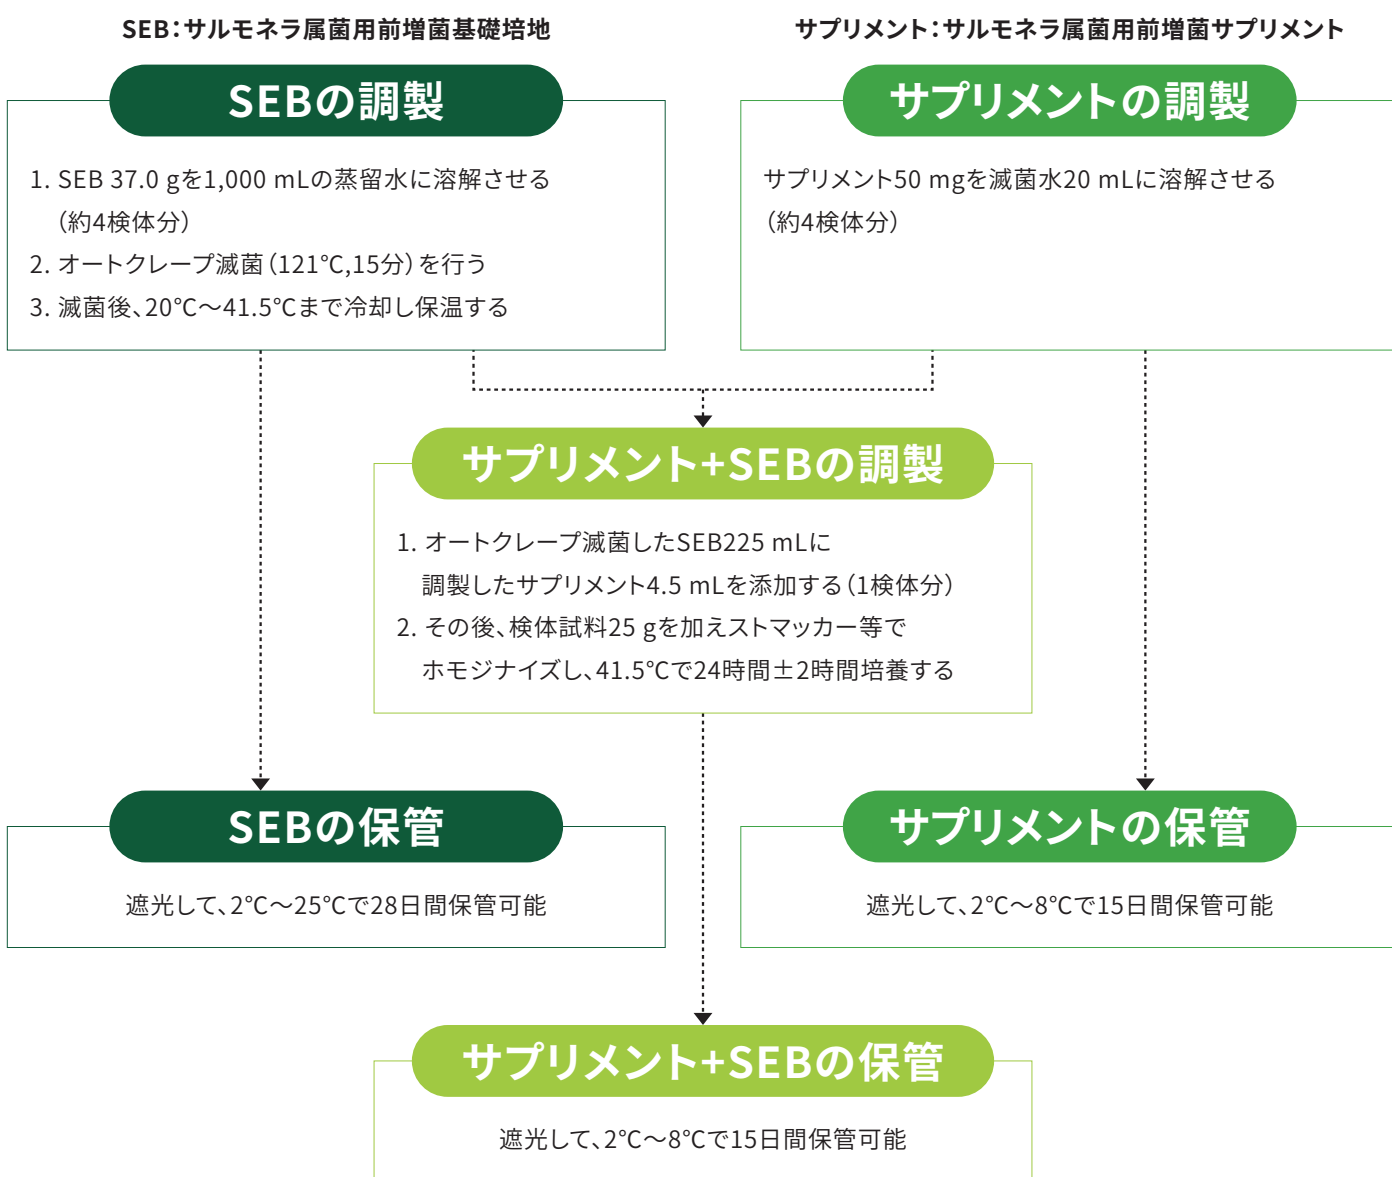 SEB：サルモネラ属菌用前増菌基礎培地
サプリメント：サルモネラ属菌用前増菌サプリメント
SEBの調製
1. SEB 37.0 gを1,000 mLの蒸留水に溶解させる
（約4検体分）
2. オートクレープ滅菌（121℃,15分）を行う
3. 滅菌後、20℃～41.5℃まで冷却し保温する
サプリメントの調製
サプリメント50 mgを滅菌水20 mLに溶解させる
（約4検体分）
サプリメント+SEBの調製
1. オートクレープ滅菌したSEB225 mLに
調製したサプリメント4.5 mLを添加する（1検体分）
2. その後、検体試料25 gを加えストマッカー等で
ホモジナイズし、41.5℃で24時間±2時間培養する
SEBの保管
遮光して、2℃～25℃で28日間保管可能
サプリメントの保管
遮光して、2℃～8℃で15日間保管可能
サプリメント+SEBの保管
遮光して、2℃～8℃で15日間保管可能